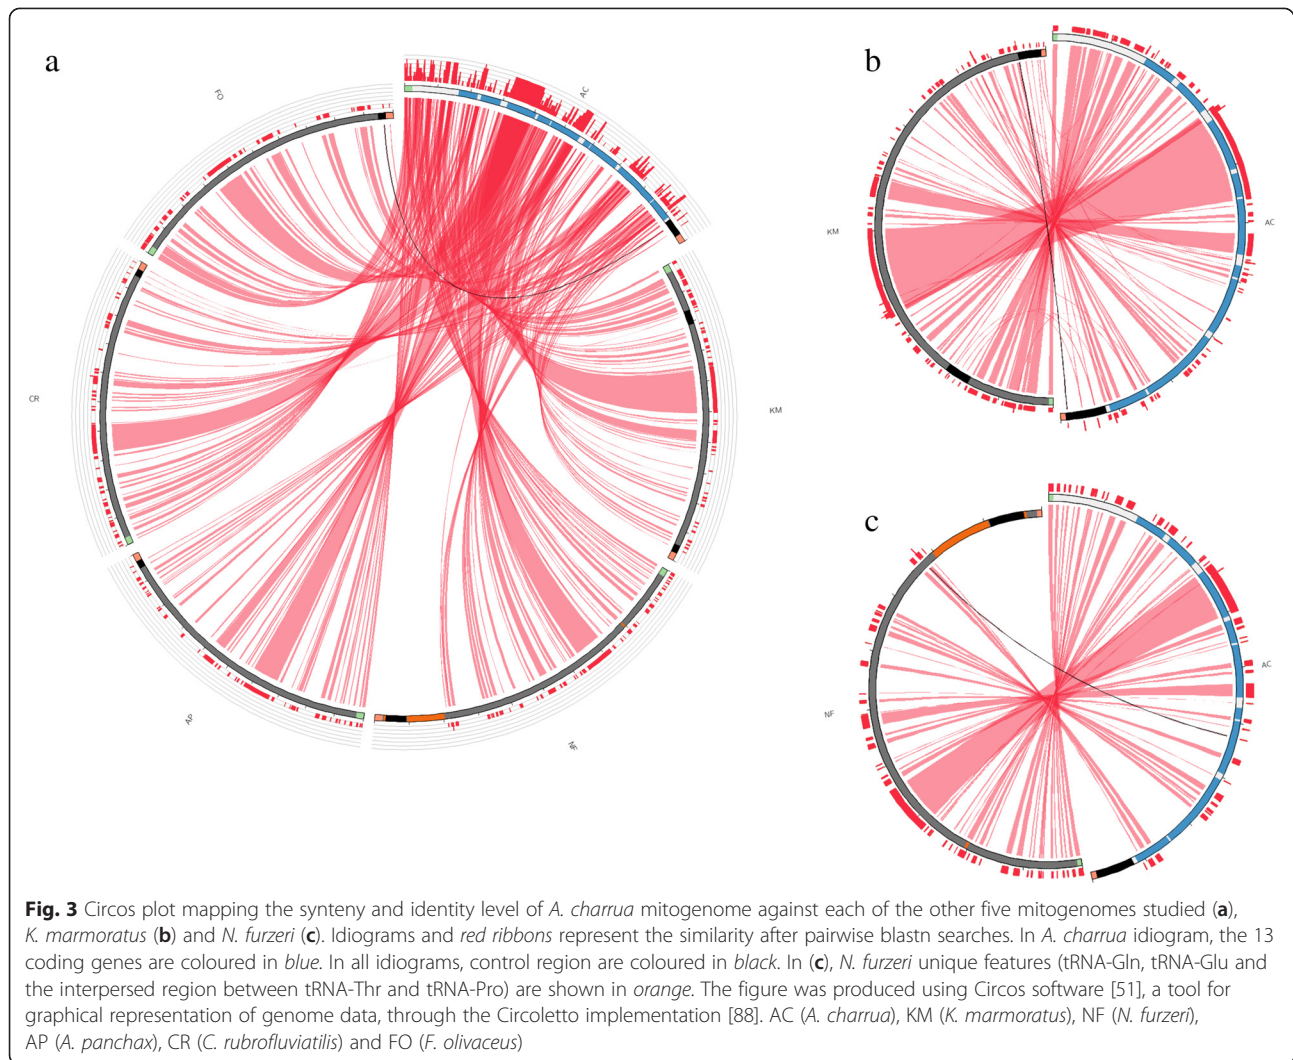 a
FO
AC
CR
KM
AP
NF
b
KM
AC
c
NF
AC
Fig. 3 Circos plot mapping the synteny and identity level of A. charrua mitogenome against each of the other five mitogenomes studied (a),
K. marmoratus (b) and N. furzeri (c). Idiograms and red ribbons represent the similarity after pairwise blastn searches. In A. charrua idiogram, the 13
coding genes are coloured in blue. In all idiograms, control region are coloured in black. In (c), N. furzeri unique features (tRNA-Gln, tRNA-Glu and
the interpersed region between tRNA-Thr and tRNA-Pro) are shown in orange. The figure was produced using Circos software [51], a tool for
graphical representation of genome data, through the Circoletto implementation [88]. AC (A. charrua), KM (K. marmoratus), NF (N. furzeri),
AP (A. panchax), CR (C. rubrofluviatilis) and FO (F. olivaceus)